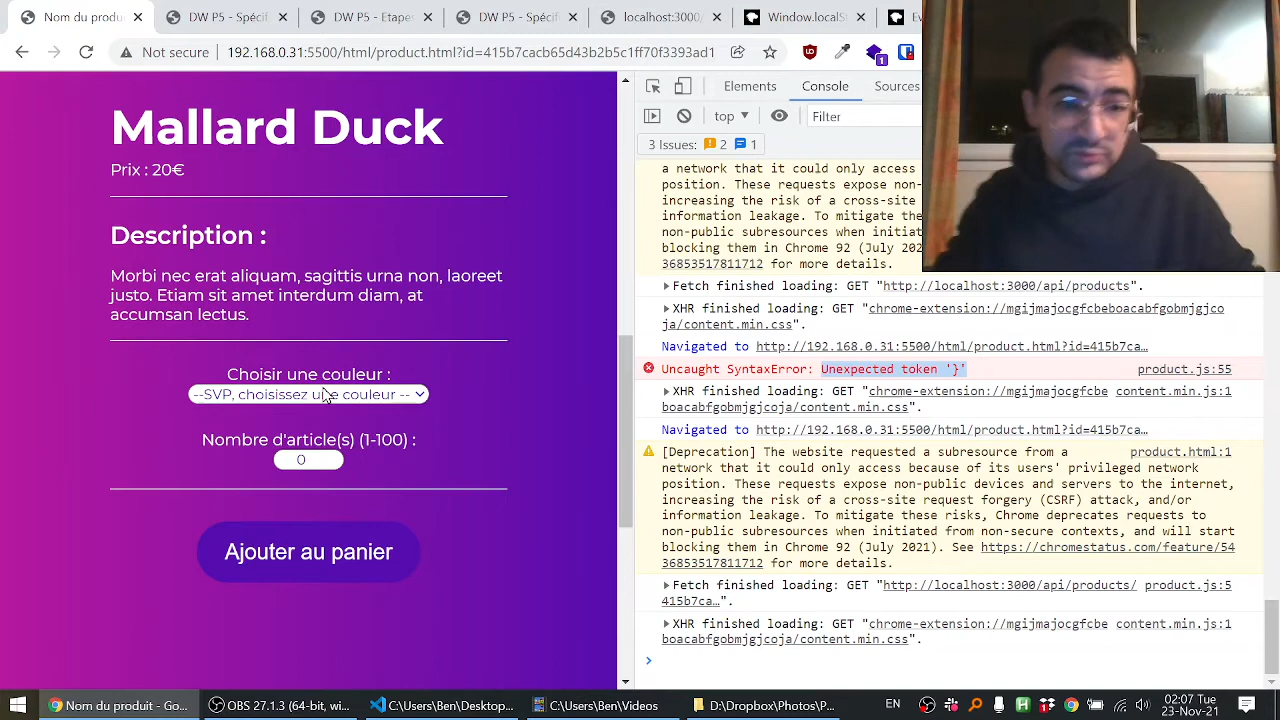 Nom du produ
DW | Spécif
DW P5 - Etape
DW P5 - Spécif
localhost:3000/
Window.localS
Ev
Not secure
192.168.0.31:5500/html/product.html?id=415b7cacb65d43b2b5c1ff70f3393ad1
Mallard Duck
Prix : 20€
Description :
Morbi nec erat aliquam, sagittis urna non, laoreet
justo. Etiam sit amet interdum diam, at
accumsan lectus.
Choisir une couleur :
--SVP, choisissez une couleur --
Nombre d'article(s) (1-100) :
0
Ajouter au panier
Elements
Console
Sources
top
Filter
3 Issues:
2
1
a network that it could only access
position. These requests expose non-
increasing the risk of a cross-site
information leakage. To mitigate the
non-public subresources when initiat
blocking them in Chrome 92 (July 202
36853517811712 for more details.
Fetch finished loading: GET "http://localhost:3000/api/products".
XHR finished loading: GET "chrome-extension://mgijmajocgfcbeboacabfgobmjgjco
ja/content.min.css".
Navigated to http://192.168.0.31:5500/html/product.html?id=415b7ca…
Uncaught SyntaxError: Unexpected token '}'
product.js:55
XHR finished loading: GET "chrome-extension://mgijmajocgfcbe content.min.js:1
boacabfgobmjgjcoja/content.min.css".
Navigated to http://192.168.0.31:5500/html/product.html?id=415b7ca…
[Deprecation] The website requested a subresource from a product.html:1
network that it could only access because of its users' privileged network
position. These requests expose non-public devices and servers to the internet,
increasing the risk of a cross-site request forgery (CSRF) attack, and/or
information leakage. To mitigate these risks, Chrome deprecates requests to
non-public subresources when initiated from non-secure contexts, and will start
blocking them in Chrome 92 (July 2021). See https://chromestatus.com/feature/54
36853517811712 for more details.
Fetch finished loading: GET "http://localhost:3000/api/products/ product.js:5
415b7ca…".
XHR finished loading: GET "chrome-extension://mgijmajocgfcbe content.min.js:1
boacabfgobmjgjcoja/content.min.css".
Nom du produit - Go...
OBS 27.1.13 (64-bit, wi...
C:\Users\Ben\Desktop...
C:\Users\Ben\Videos
D:\Dropbox\Photos P...
EN
02:07 Tue
23-Nov-21